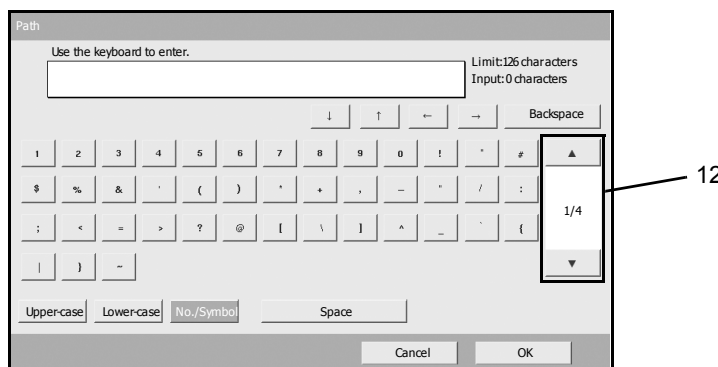 Path
Use the keyboard to enter.
Limit:126 characters
Input: 0 characters
↓ ↑ ← → Backspace
1 2 3 4 5 6 7 8 9 0 ! " # ▲
$ % & ' ( ) * + , – " / :
1/4
; < = > ? @ [ \ ] ^ _ ` {
| } ~ ▼
Upper-case Lower-case No./Symbol Space
Cancel OK
12